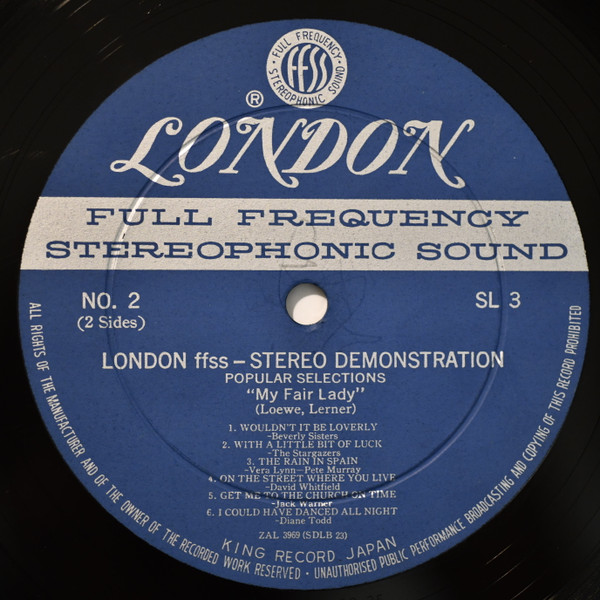 · FULL FREQUENCY ·
STEREOPHONIC SOUND
ffss
®
LONDON
FULL FREQUENCY
STEREOPHONIC SOUND
NO. 2
(2 Sides)
SL 3
LONDON ffss – STEREO DEMONSTRATION
POPULAR SELECTIONS
“My Fair Lady”
(Loewe, Lerner)
1. WOULDN'T IT BE LOVERLY
-Beverly Sisters
2. WITH A LITTLE BIT OF LUCK
-The Stargazers
3. THE RAIN IN SPAIN
-Vera Lynn—Pete Murray
4. ON THE STREET WHERE YOU LIVE
-David Whitfield
5. GET ME TO THE CHURCH ON TIME
-Jack Warner
6. I COULD HAVE DANCED ALL NIGHT
-Diane Todd
ZAL 3969 (SDLB 23)
KING RECORD JAPAN
ALL RIGHTS OF THE MANUFACTURER AND OF THE OWNER OF THE RECORDED WORK RESERVED · UNAUTHORISED PUBLIC PERFORMANCE BROADCASTING AND COPYING OF THIS RECORD PROHIBITED